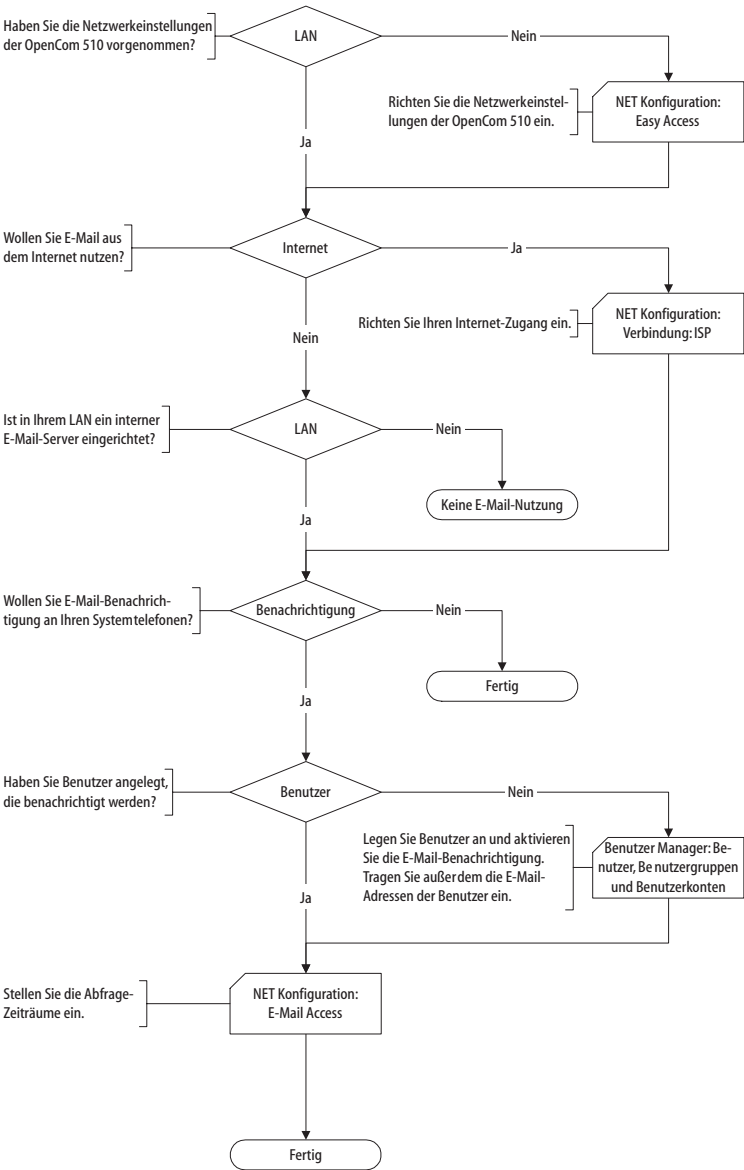 Haben Sie die Netzwerkeinstellungen
der OpenCom 510 vorgenommen?
LAN
Nein
Richten Sie die Netzwerkeinstel-
lungen der OpenCom 510 ein.
NET Konfiguration:
Easy Access
Ja
Wollen Sie E-Mail aus
dem Internet nutzen?
Internet
Ja
Richten Sie Ihren Internet-Zugang ein.
NET Konfiguration:
Verbindung: ISP
Nein
Ist in Ihrem LAN ein interner
E-Mail-Server eingerichtet?
LAN
Nein
Keine E-Mail-Nutzung
Ja
Wollen Sie E-Mail-Benachrich-
tigung an Ihren Systemtelefonen?
Benachrichtigung
Nein
Fertig
Ja
Haben Sie Benutzer angelegt,
die benachrichtigt werden?
Benutzer
Nein
Legen Sie Benutzer an und aktivieren
Sie die E-Mail-Benachrichtigung.
Tragen Sie außerdem die E-Mail-
Adressen der Benutzer ein.
Benutzer Manager: Be-
nutzer, Be nutzergruppen
und Benutzerkonten
Ja
Stellen Sie die Abfrage-
Zeiträume ein.
NET Konfiguration:
E-Mail Access
Fertig